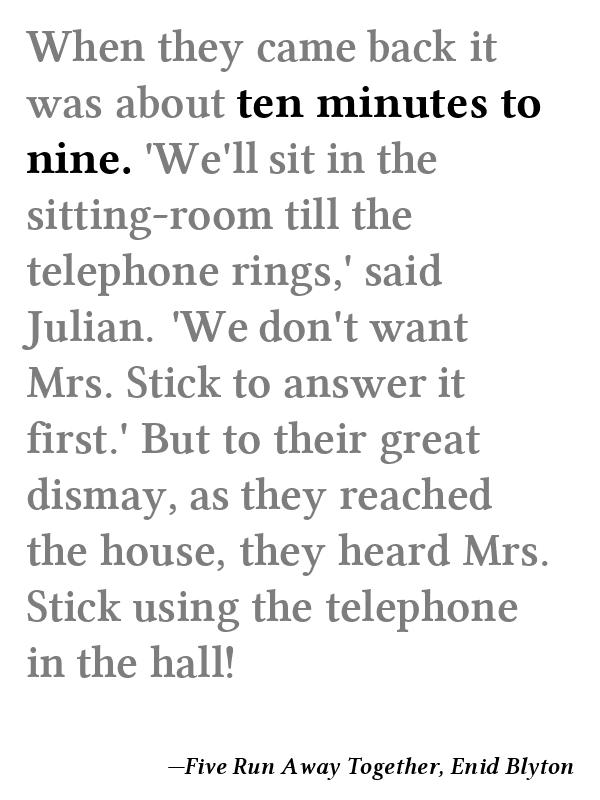 When they came back it
was about ten minutes to
nine. 'We'll sit in the
sitting-room till the
telephone rings,' said
Julian. 'We don't want
Mrs. Stick to answer it
first.' But to their great
dismay, as they reached
the house, they heard Mrs.
Stick using the telephone
in the hall!
—Five Run Away Together, Enid Blyton